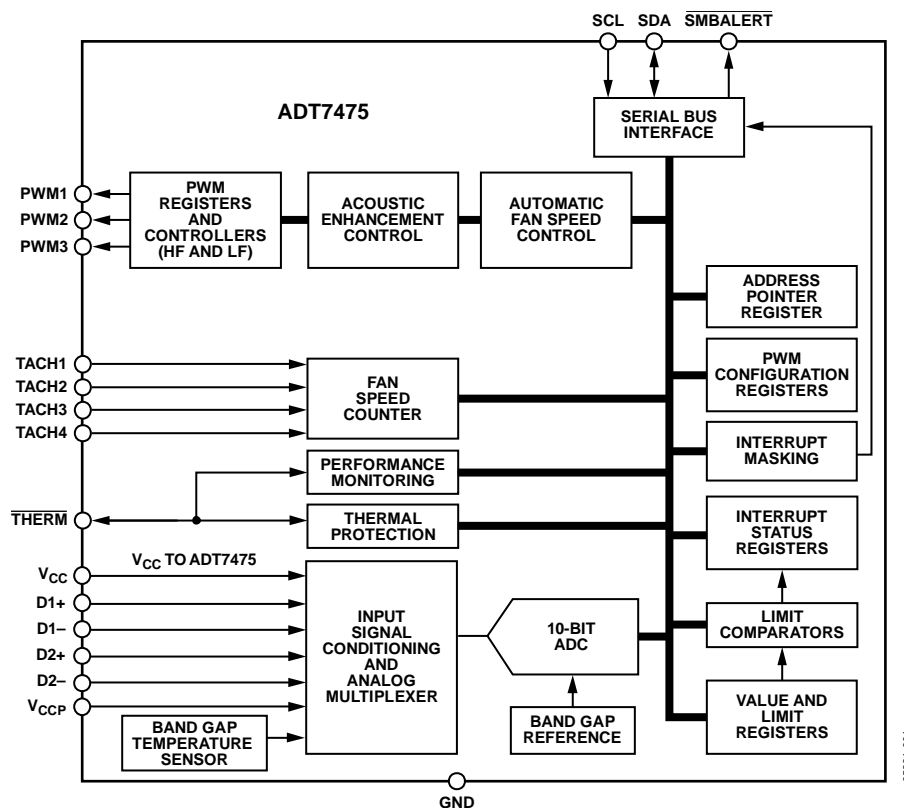 SCL SDA SMBALERT
ADT7475
SERIAL BUS
INTERFACE
PWM1
PWM2
PWM3
PWM
REGISTERS
AND
CONTROLLERS
(HF AND LF)
ACOUSTIC
ENHANCEMENT
CONTROL
AUTOMATIC
FAN SPEED
CONTROL
ADDRESS
POINTER
REGISTER
PWM
CONFIGURATION
REGISTERS
INTERRUPT
MASKING
INTERRUPT
STATUS
REGISTERS
LIMIT
COMPARATORS
VALUE AND
LIMIT
REGISTERS
TACH1
TACH2
TACH3
TACH4
FAN
SPEED
COUNTER
PERFORMANCE
MONITORING
THERM
THERMAL
PROTECTION
VCC TO ADT7475
VCC
D1+
D1–
D2+
D2–
VCCP
INPUT
SIGNAL
CONDITIONING
AND
ANALOG
MULTIPLEXER
10-BIT
ADC
BAND GAP
TEMPERATURE
SENSOR
BAND GAP
REFERENCE
GND